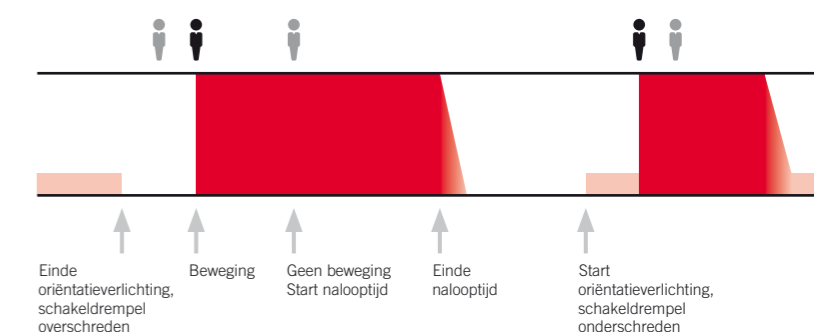 Einde
oriëntatieverlichting,
schakeldrempel
overschreden
Beweging
Geen beweging
Start nalooptijd
Einde
nalooptijd
Start
oriëntatieverlichting,
schakeldrempel
onderschreden